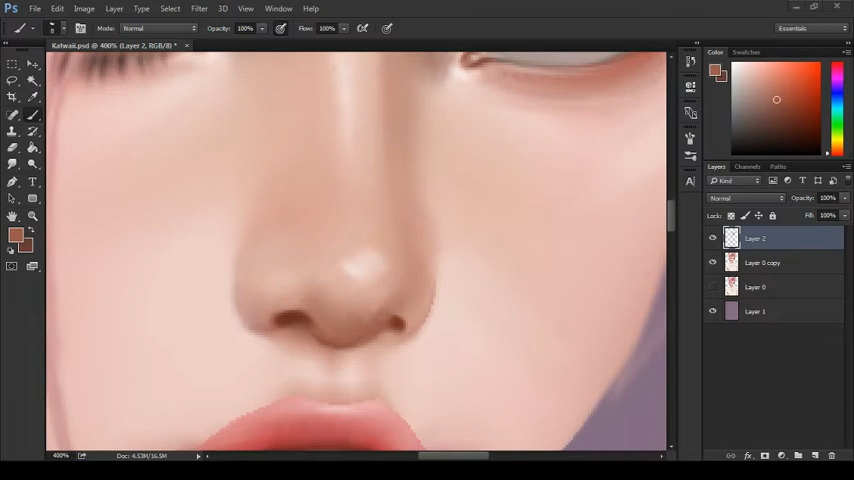 Ps File Edit Image Layer Type Select Filter 3D View Window Help
8 Mode: Normal Opacity: 100% Flow: 100% Essentials
Katwaii.psd @ 400% (Layer 2, RGB/8) * ×
Color Swatches
Layers Channels Paths
Kind
Normal Opacity: 100%
Lock: Fill: 100%
Layer 2
Layer 0 copy
Layer 0
Layer 1
400% Doc: 4.53M/16.5M